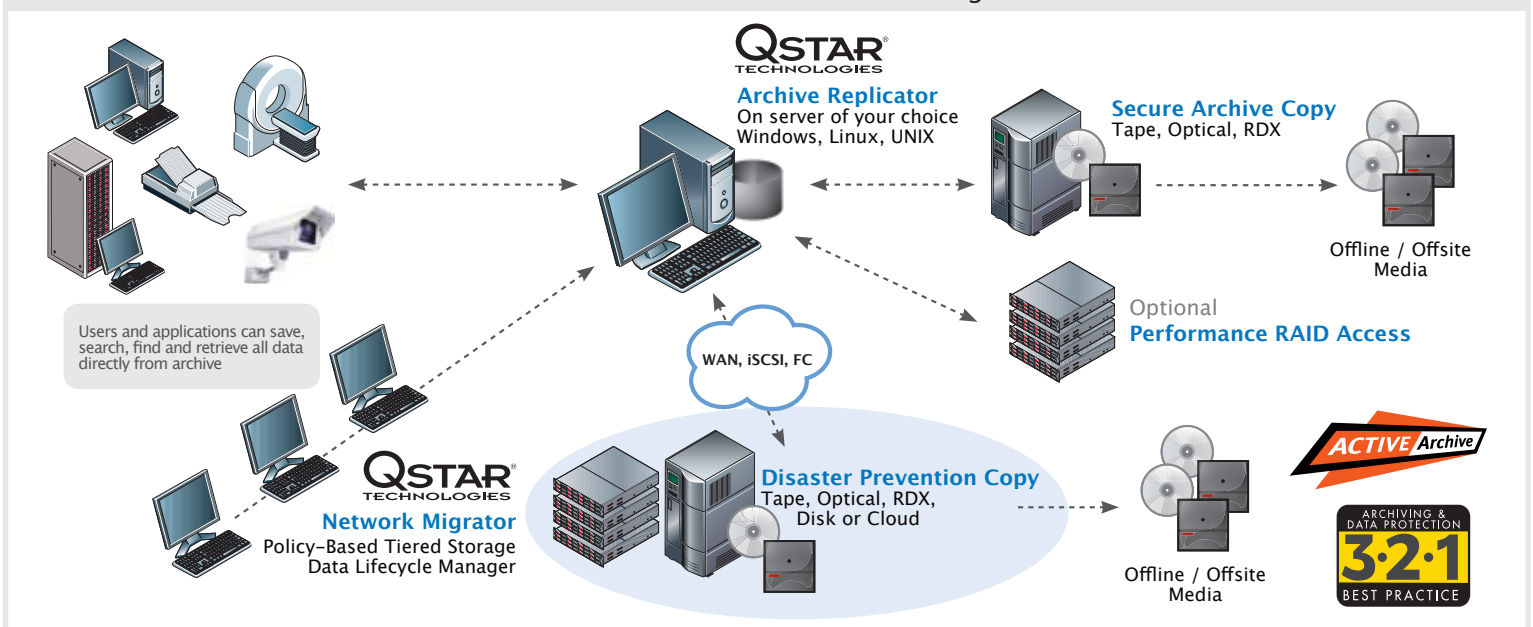 QSTAR®
TECHNOLOGIES
Archive Replicator
On server of your choice
Windows, Linux, UNIX
Secure Archive Copy
Tape, Optical, RDX
Offline / Offsite
Media
Optional
Performance RAID Access
Users and applications can save,
search, find and retrieve all data
directly from archive
WAN, iSCSI, FC
QSTAR®
TECHNOLOGIES
Network Migrator
Policy-Based Tiered Storage
Data Lifecycle Manager
Disaster Prevention Copy
Tape, Optical, RDX,
Disk or Cloud
Offline / Offsite
Media
ACTIVE Archive
ARCHIVING &
DATA PROTECTION
3·2·1
BEST PRACTICE